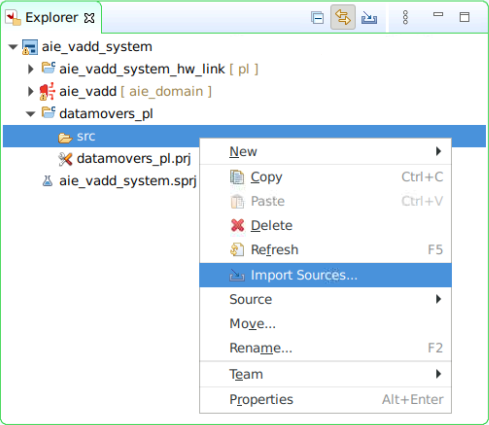 Explorer
aie_vadd_system
aie_vadd_system_hw_link [ pl ]
aie_vadd [ aie_domain ]
datamovers_pl
src
datamovers_pl.prj
aie_vadd_system.sprj
New
Copy Ctrl+C
Paste Ctrl+V
Delete
Refresh F5
Import Sources...
Source
Move...
Rename... F2
Team
Properties Alt+Enter